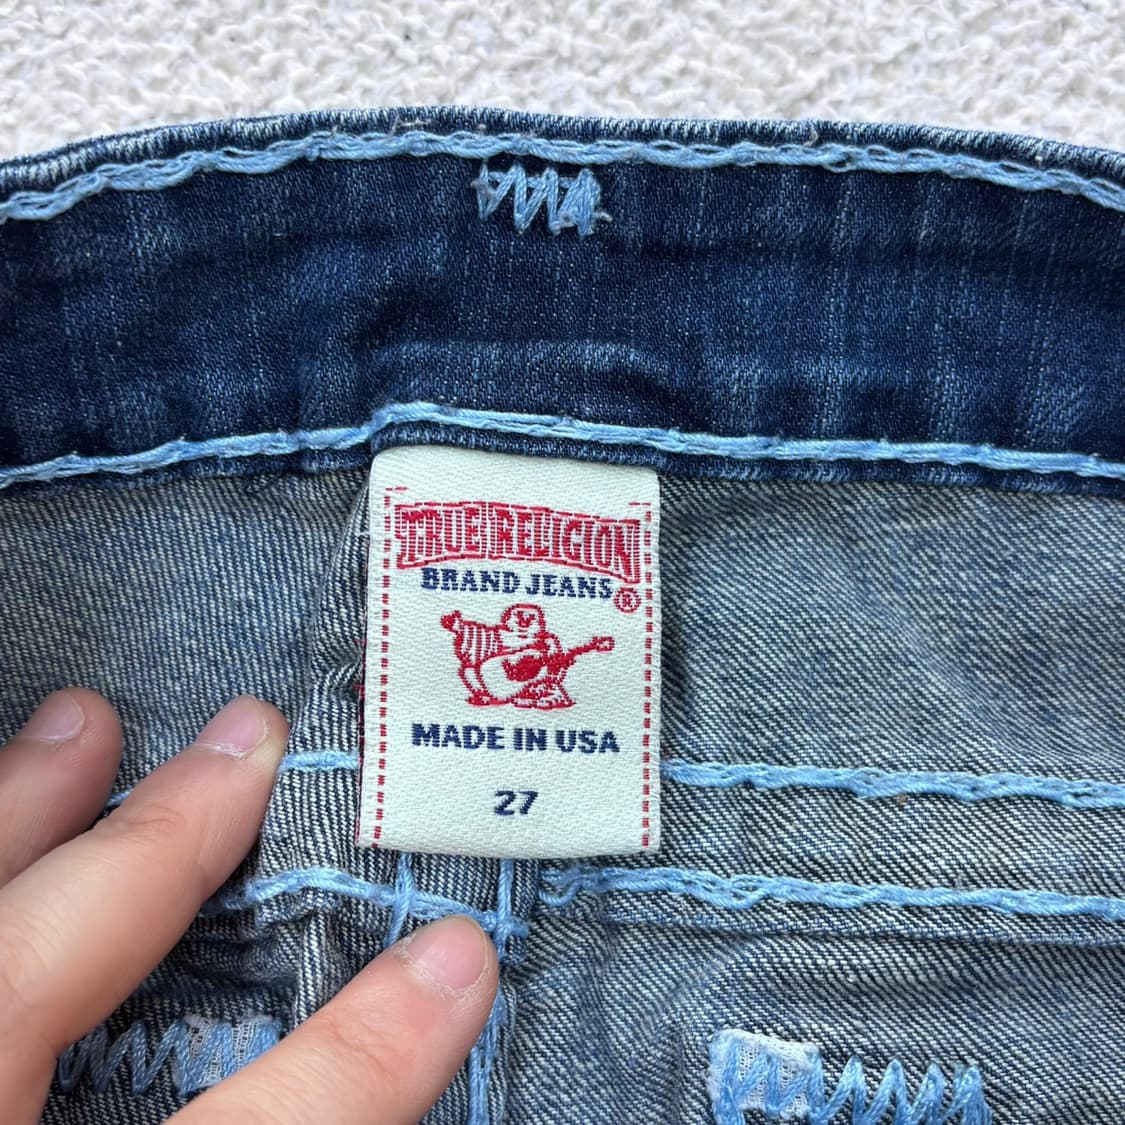 TRUE RELIGION
BRAND JEANS®
MADE IN USA
27